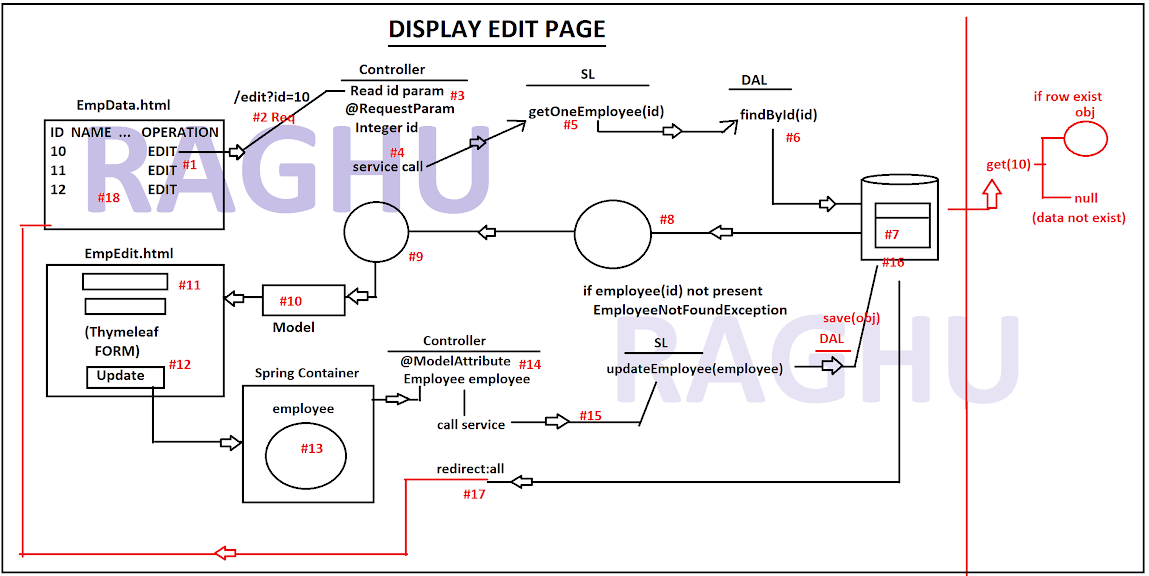 DISPLAY EDIT PAGE
EmpData.html
ID NAME ... OPERATION
10 EDIT
#1
11 EDIT
12 EDIT
#18
/edit?id=10
#2 Req
Controller
Read id param
#3
@RequestParam
Integer id
#4
service call
SL
getOneEmployee(id)
#5
DAL
findById(id)
#6
#7
#16
#8
#9
if row exist
obj
get(10)
null
(data not exist)
RAGHU
EmpEdit.html
#11
(Thymeleaf
FORM)
#12
Update
#10
Model
if employee(id) not present
EmployeeNotFoundException
RAGHU
save(obj)
DAL
SL
updateEmployee(employee)
Controller
@ModelAttribute
#14
Employee employee
call service
#15
Spring Container
employee
#13
redirect:all
#17